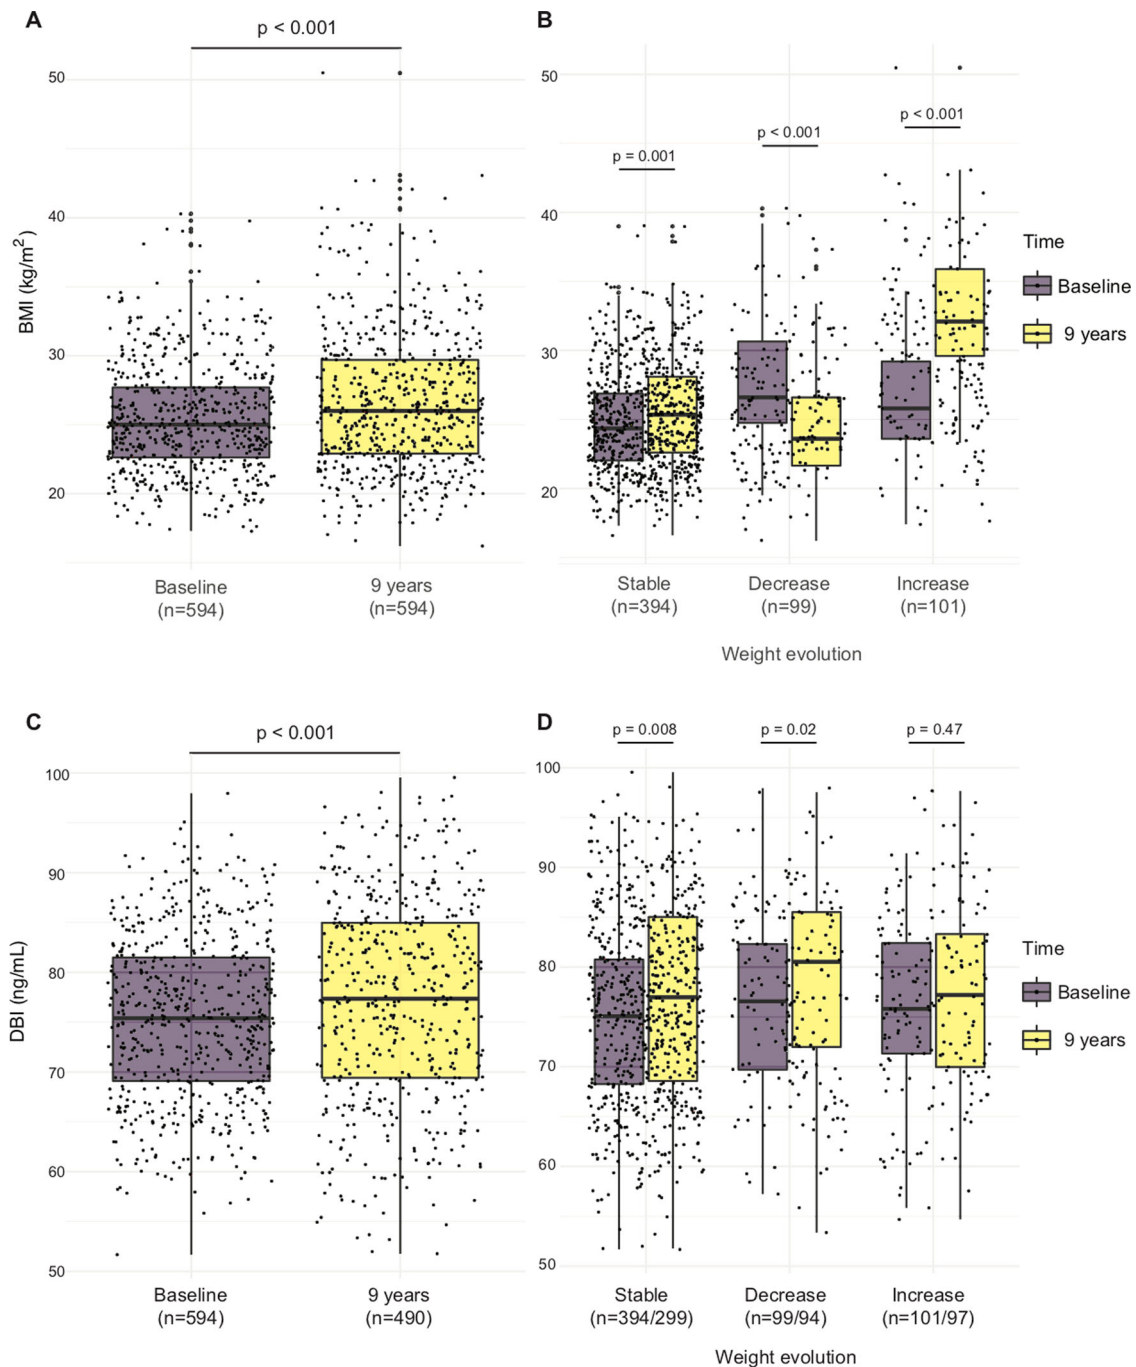 A
p < 0.001
BMI (kg/m²)
50
40
30
20
Baseline
(n=594)
9 years
(n=594)
B
50
40
30
20
p = 0.001
p < 0.001
p < 0.001
Stable
(n=394)
Decrease
(n=99)
Increase
(n=101)
Weight evolution
Time
Baseline
9 years
C
p < 0.001
DBI (ng/mL)
100
90
80
70
60
50
Baseline
(n=594)
9 years
(n=490)
D
p = 0.008
p = 0.02
p = 0.47
100
90
80
70
60
50
Stable
(n=394/299)
Decrease
(n=99/94)
Increase
(n=101/97)
Weight evolution
Time
Baseline
9 years